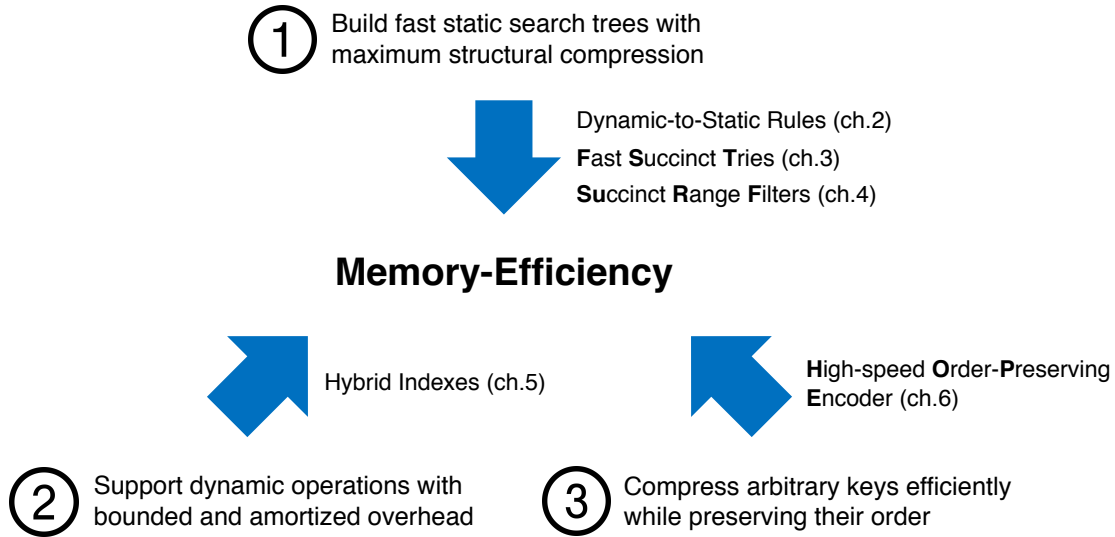 1 Build fast static search trees with
maximum structural compression
Dynamic-to-Static Rules (ch.2)
Fast Succinct Tries (ch.3)
Succinct Range Filters (ch.4)
Memory-Efficiency
Hybrid Indexes (ch.5)
High-speed Order-Preserving
Encoder (ch.6)
2 Support dynamic operations with
bounded and amortized overhead
3 Compress arbitrary keys efficiently
while preserving their order